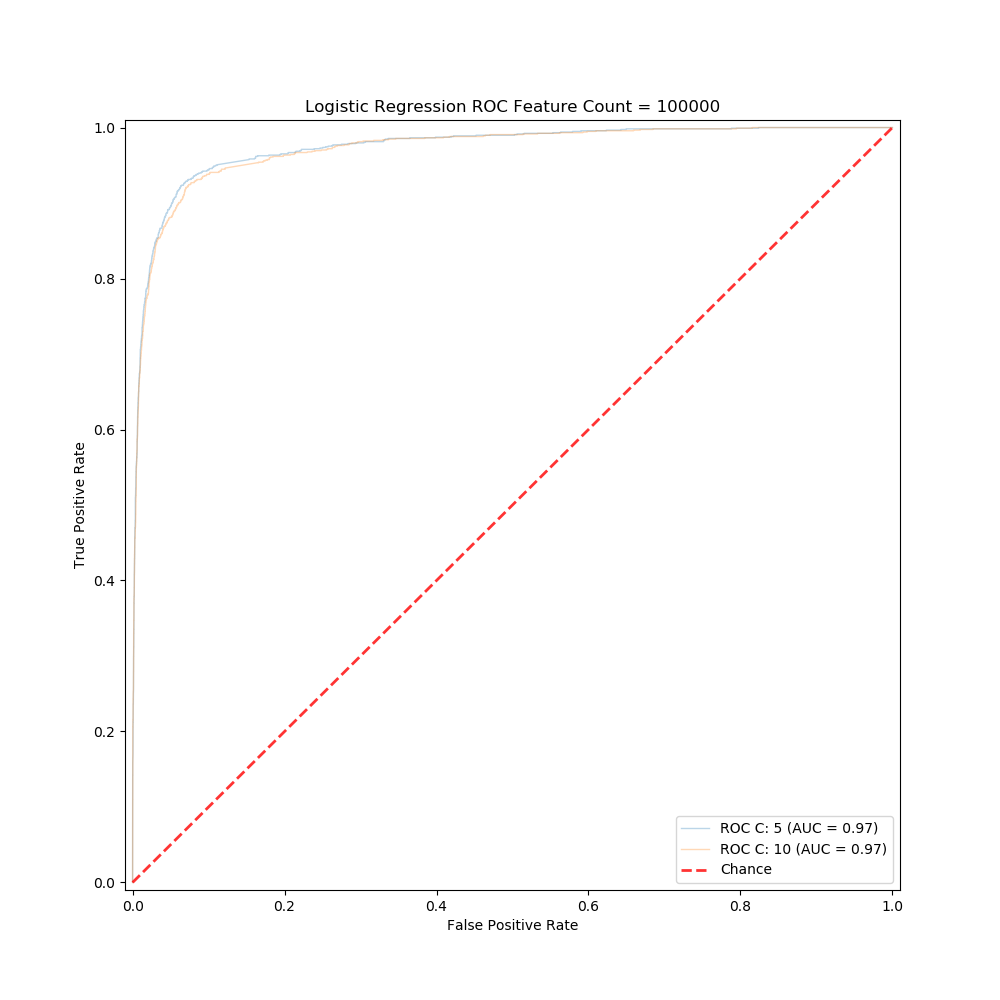 Logistic Regression ROC Feature Count = 100000
True Positive Rate
1.0
0.8
0.6
0.4
0.2
0.0
0.0 0.2 0.4 0.6 0.8 1.0
False Positive Rate
ROC C: 5 (AUC = 0.97)
ROC C: 10 (AUC = 0.97)
Chance